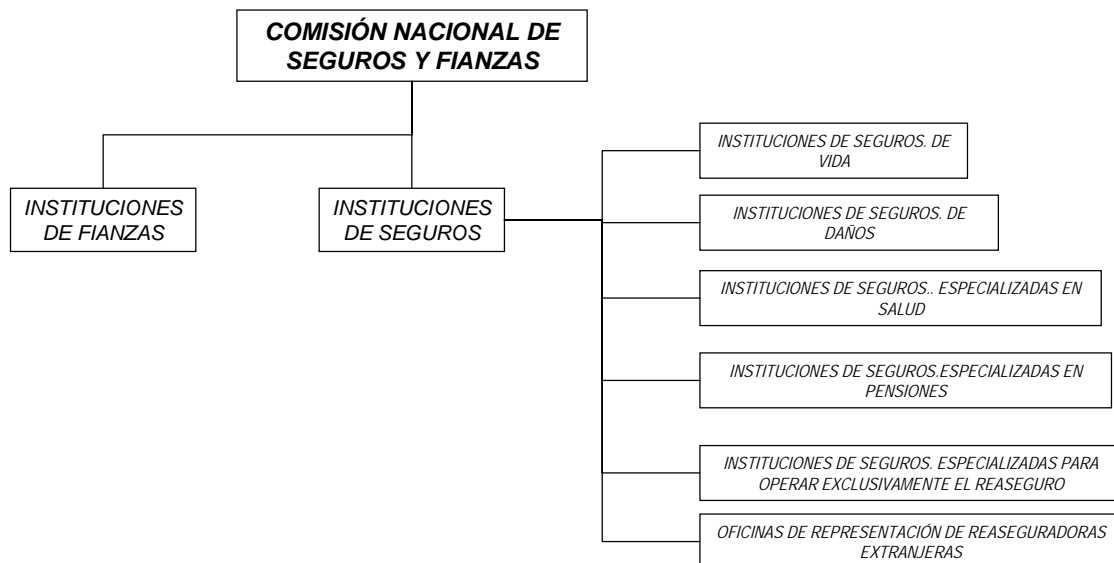 COMISIÓN NACIONAL DE
SEGUROS Y FIANZAS
INSTITUCIONES
DE FIANZAS
INSTITUCIONES
DE SEGUROS
INSTITUCIONES DE SEGUROS. DE
VIDA
INSTITUCIONES DE SEGUROS. DE
DAÑOS
INSTITUCIONES DE SEGUROS.. ESPECIALIZADAS EN
SALUD
INSTITUCIONES DE SEGUROS.ESPECIALIZADAS EN
PENSIONES
INSTITUCIONES DE SEGUROS. ESPECIALIZADAS PARA
OPERAR EXCLUSIVAMENTE EL REASEGURO
OFICINAS DE REPRESENTACIÓN DE REASEGURADORAS
EXTRANJERAS